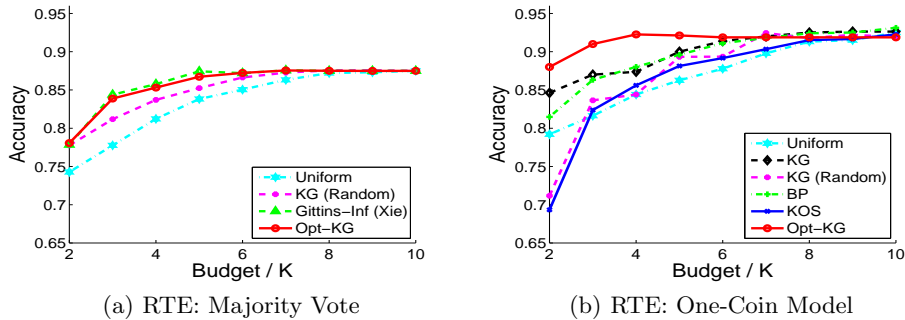 0.95
0.9
0.85
0.8
0.75
0.7
0.65
Accuracy
2 4 6 8 10
Budget / K
Uniform
KG (Random)
Gittins−Inf (Xie)
Opt−KG
(a) RTE: Majority Vote
0.95
0.9
0.85
0.8
0.75
0.7
0.65
Accuracy
2 4 6 8 10
Budget / K
Uniform
KG
KG (Random)
BP
KOS
Opt−KG
(b) RTE: One-Coin Model